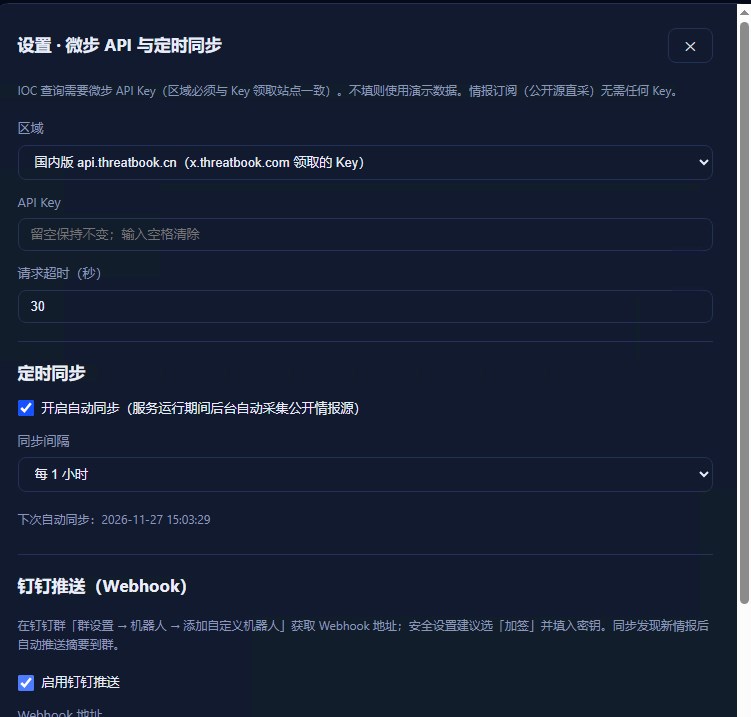 设置 · 微步 API 与定时同步
IOC 查询需要微步 API Key（区域必须与 Key 领取站点一致）。不填则使用演示数据。情报订阅（公开源直采）无需任何 Key。
区域
国内版 api.threatbook.cn（x.threatbook.com 领取的 Key）
API Key
留空保持不变；输入空格清除
请求超时（秒）
30
定时同步
开启自动同步（服务运行期间后台自动采集公开情报源）
同步间隔
每 1 小时
下次自动同步：2026-11-27 15:03:29
钉钉推送（Webhook）
在钉钉群「群设置 → 机器人 → 添加自定义机器人」获取 Webhook 地址；安全设置建议选「加签」并填入密钥。同步发现新情报后
自动推送摘要到群。
启用钉钉推送
Webhook 地址